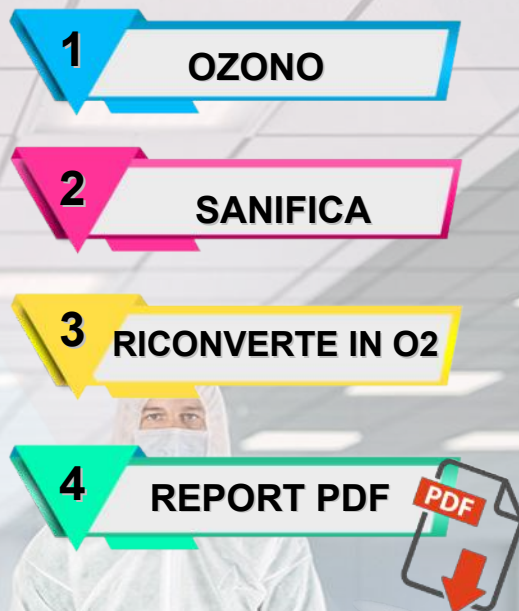 1
OZONO
2
SANIFICA
3
RICONVERTE IN O2
4
REPORT PDF
PDF